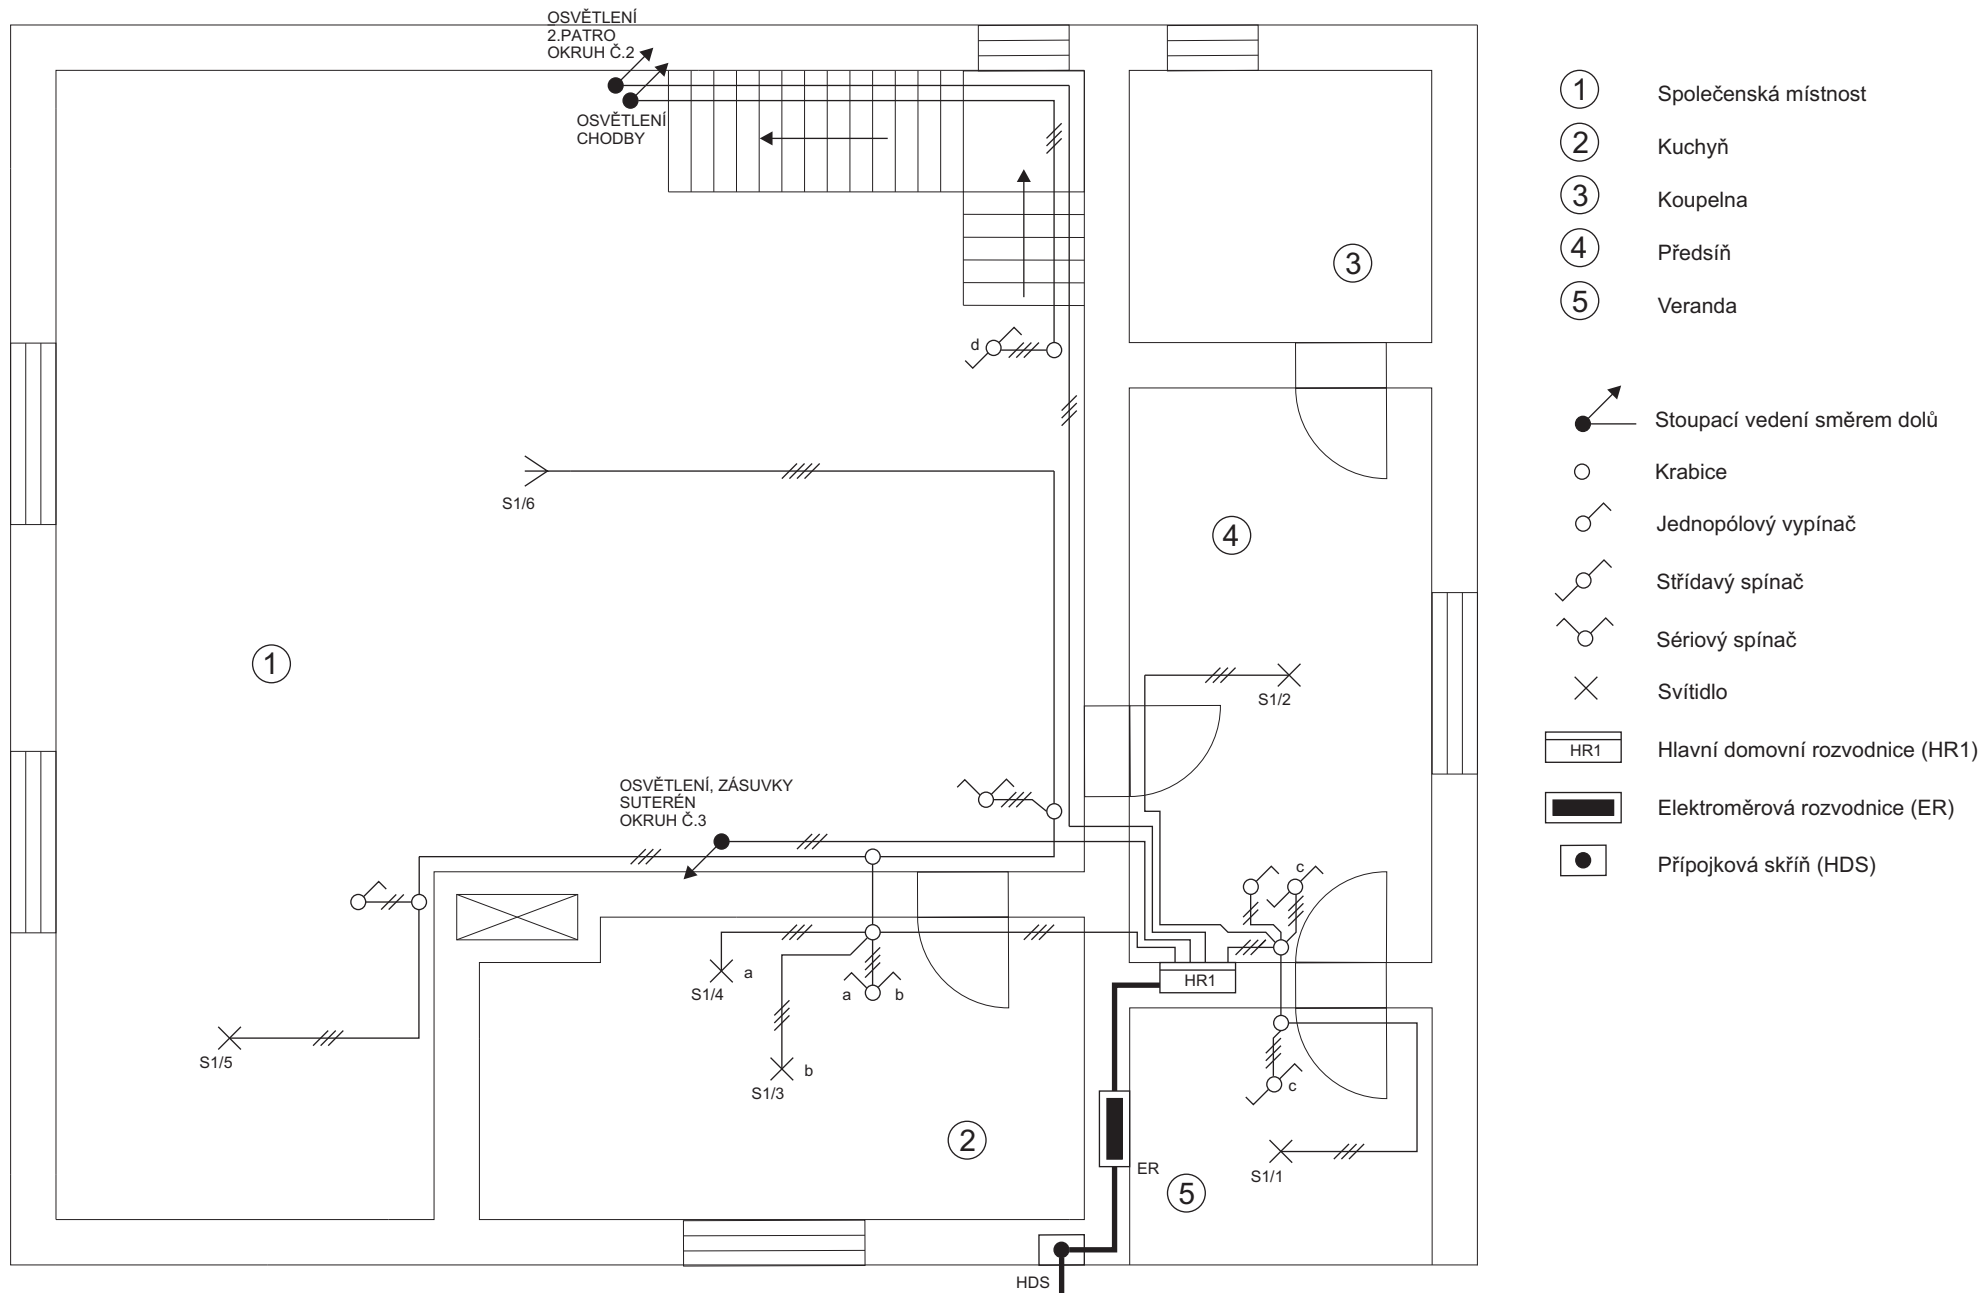 OSVĚTLENÍ
2.PATRO
OKRUH Č.2
OSVĚTLENÍ
CHODBY
3
d
S1/6
4
1
S1/2
OSVĚTLENÍ, ZÁSUVKY
SUTERÉN
OKRUH Č.3
c
a
S1/4
a
b
HR1
S1/5
b
S1/3
c
2
ER
S1/1
5
HDS
1 Společenská místnost
2 Kuchyň
3 Koupelna
4 Předsíň
5 Veranda
Stoupací vedení směrem dolů
Krabice
Jednopólový vypínač
Střídavý spínač
Sériový spínač
Svítidlo
HR1 Hlavní domovní rozvodnice (HR1)
Elektroměrová rozvodnice (ER)
Přípojková skříň (HDS)